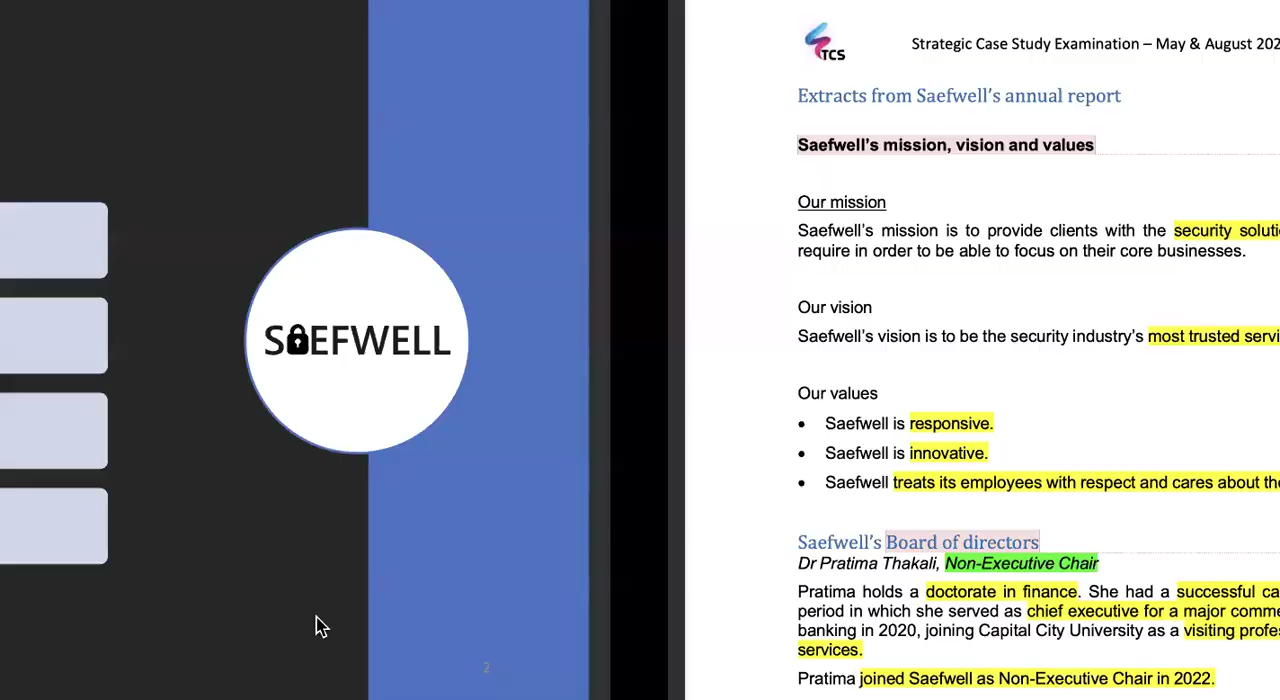 SAEFWELL
2
TCS
Strategic Case Study Examination – May & August 202
Extracts from Saefwell's annual report
Saefwell's mission, vision and values
Our mission
Saefwell's mission is to provide clients with the security soluti
require in order to be able to focus on their core businesses.
Our vision
Saefwell's vision is to be the security industry's most trusted servi
Our values
• Saefwell is responsive.
• Saefwell is innovative.
• Saefwell treats its employees with respect and cares about the
Saefwell's Board of directors
Dr Pratima Thakali, Non-Executive Chair
Pratima holds a doctorate in finance. She had a successful ca
period in which she served as chief executive for a major comme
banking in 2020, joining Capital City University as a visiting profes
services.
Pratima joined Saefwell as Non-Executive Chair in 2022.